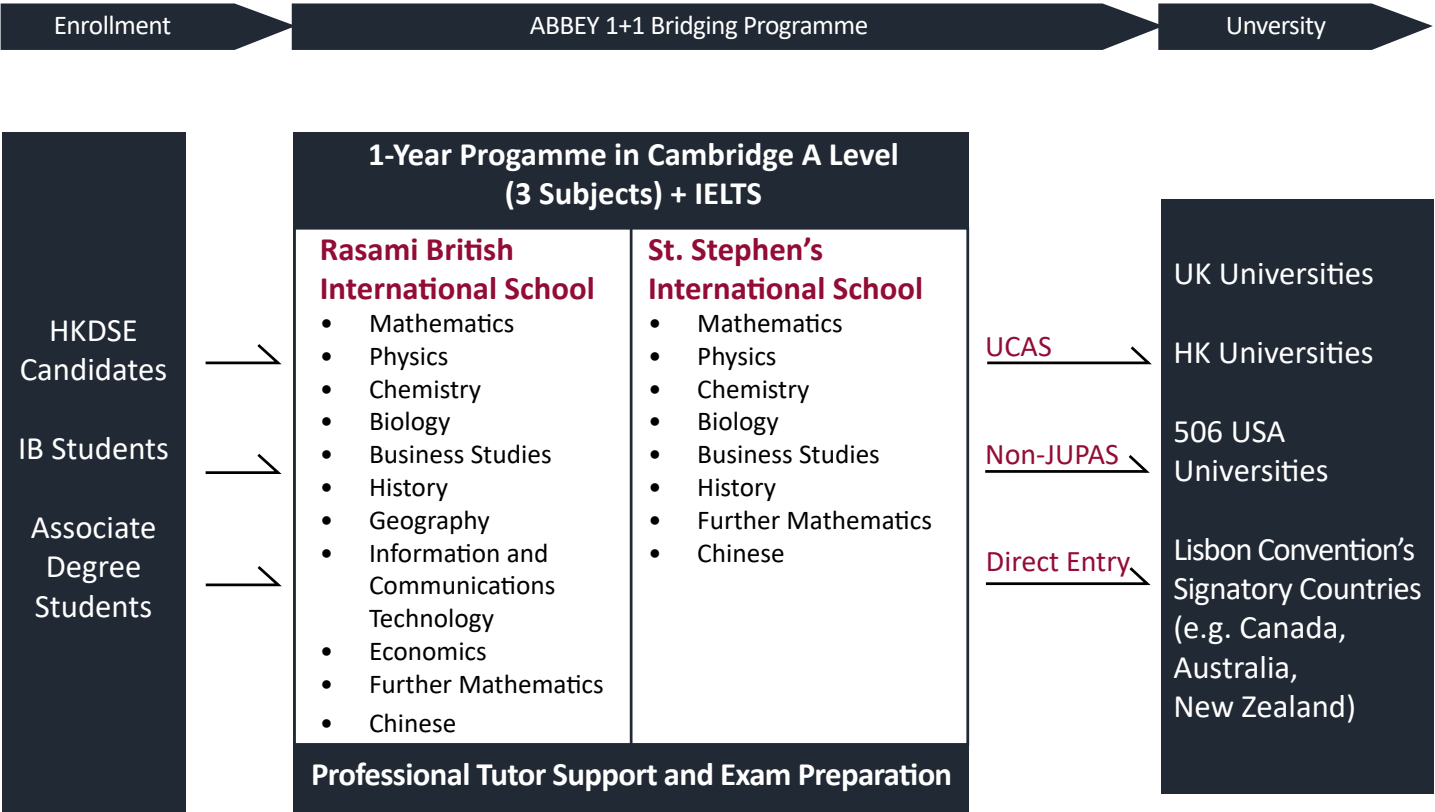 Enrollment
ABBEY 1+1 Bridging Programme
Unversity
HKDSE
Candidates
IB Students
Associate
Degree
Students
1-Year Progamme in Cambridge A Level
(3 Subjects) + IELTS
Rasami British
International School
• Mathematics
• Physics
• Chemistry
• Biology
• Business Studies
• History
• Geography
• Information and
Communications
Technology
• Economics
• Further Mathematics
• Chinese
St. Stephen's
International School
• Mathematics
• Physics
• Chemistry
• Biology
• Business Studies
• History
• Further Mathematics
• Chinese
Professional Tutor Support and Exam Preparation
UCAS
Non-JUPAS
Direct Entry
UK Universities
HK Universities
506 USA
Universities
Lisbon Convention's
Signatory Countries
(e.g. Canada,
Australia,
New Zealand)